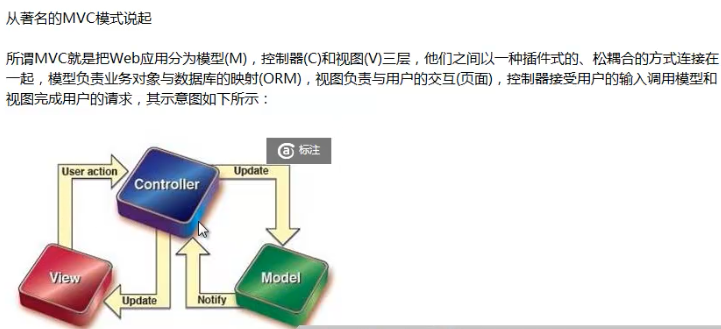 从著名的MVC模式说起
所谓MVC就是把Web应用分为模型(M)，控制器(C)和视图(V)三层，他们之间以一种插件式的、松耦合的方式连接在
一起，模型负责业务对象与数据库的映射(ORM)，视图负责与用户的交互(页面)，控制器接受用户的输入调用模型和
视图完成用户的请求，其示意图如下所示：
标注
User action
Controller
Update
View
Update
Notify
Model